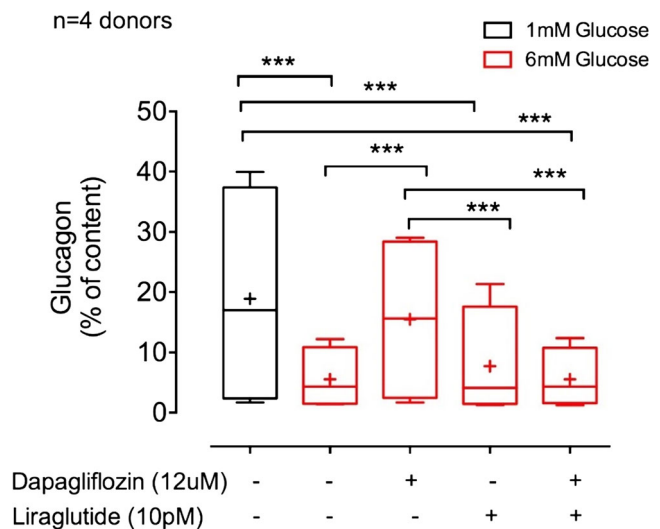 n=4 donors
1mM Glucose
6mM Glucose
***
***
***
***
***
***
50
40
30
20
10
0
Glucagon
(% of content)
Dapagliflozin (12uM) - - + - +
Liraglutide (10pM) - - - + +